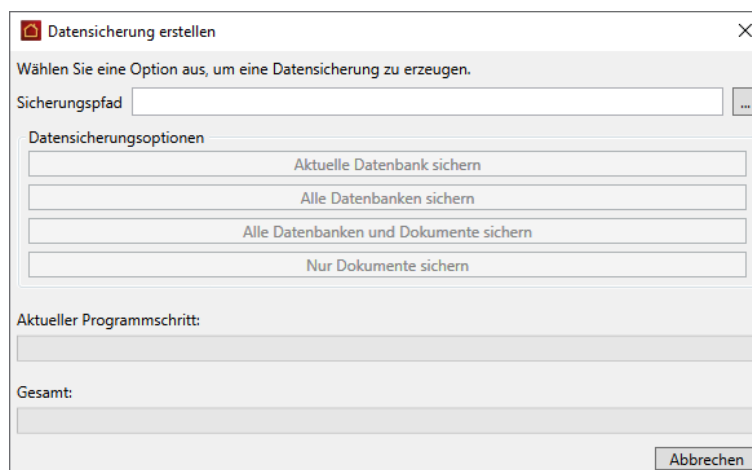 Datensicherung erstellen
Wählen Sie eine Option aus, um eine Datensicherung zu erzeugen.
Sicherungspfad
...
Datensicherungsoptionen
Aktuelle Datenbank sichern
Alle Datenbanken sichern
Alle Datenbanken und Dokumente sichern
Nur Dokumente sichern
Aktueller Programmschritt:
Gesamt:
Abbrechen